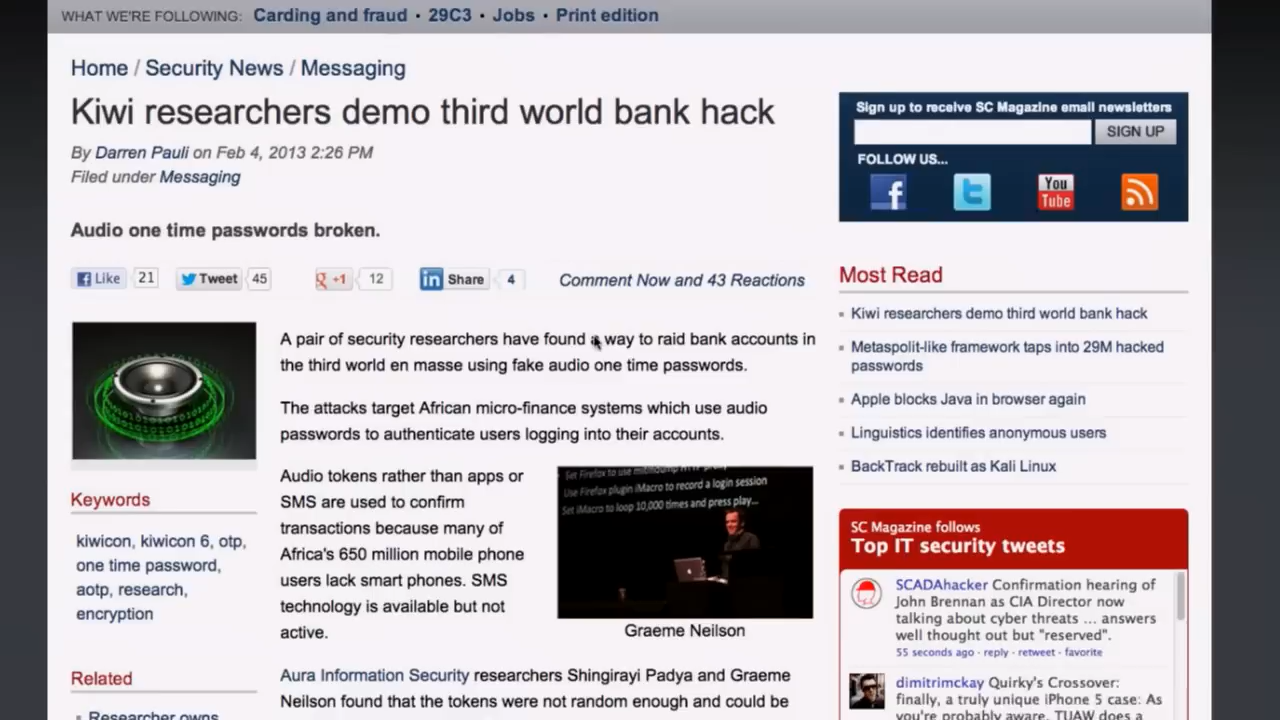 WHAT WE'RE FOLLOWING: Carding and fraud · 29C3 · Jobs · Print edition
Home / Security News / Messaging
Kiwi researchers demo third world bank hack
By Darren Pauli on Feb 4, 2013 2:26 PM
Filed under Messaging
Audio one time passwords broken.
Like 21 Tweet 45 +1 12 Share 4 Comment Now and 43 Reactions
A pair of security researchers have found a way to raid bank accounts in
the third world en masse using fake audio one time passwords.
The attacks target African micro-finance systems which use audio
passwords to authenticate users logging into their accounts.
Audio tokens rather than apps or
SMS are used to confirm
transactions because many of
Africa's 650 million mobile phone
users lack smart phones. SMS
technology is available but not
active.
Set Firefox to use mitmdump HTTP proxy
Use Firefox plugin iMacro to record a login session
Set iMacro to loop 10,000 times and press play...
Graeme Neilson
Aura Information Security researchers Shingirayi Padya and Graeme
Neilson found that the tokens were not random enough and could be
Keywords
kiwicon, kiwicon 6, otp,
one time password,
aotp, research,
encryption
Related
Researcher owns
Sign up to receive SC Magazine email newsletters
SIGN UP
FOLLOW US...
You
Tube
Most Read
Kiwi researchers demo third world bank hack
Metaspolit-like framework taps into 29M hacked
passwords
Apple blocks Java in browser again
Linguistics identifies anonymous users
BackTrack rebuilt as Kali Linux
SC Magazine follows
Top IT security tweets
SCADAhacker Confirmation hearing of
John Brennan as CIA Director now
talking about cyber threats ... answers
well thought out but "reserved".
55 seconds ago · reply · retweet · favorite
dimitrimckay Quirky's Crossover:
finally, a truly unique iPhone 5 case: As
you're probably aware, TUAW does a